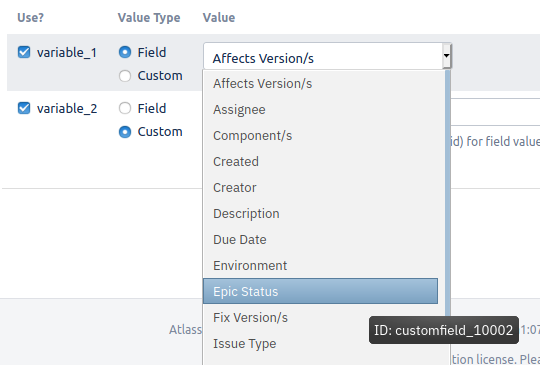 Use? Value Type Value
variable_1 Field Affects Version/s
Custom Affects Version/s
variable_2 Field Assignee
Custom Component/s
id) for field value
Created
Creator
Description
Due Date
Environment
Epic Status
Fix Version/s
Atlass ID: customfield_10002 1:07
Issue Type
tion license. Plea